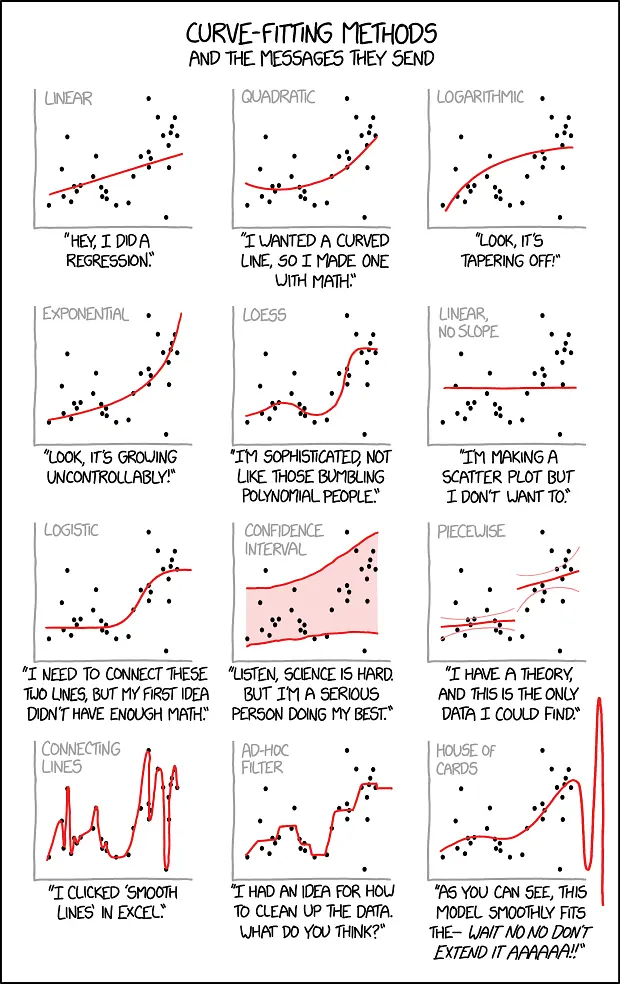 CURVE-FITTING METHODS
AND THE MESSAGES THEY SEND
LINEAR
"HEY, I DID A
REGRESSION."
QUADRATIC
"I WANTED A CURVED
LINE, SO I MADE ONE
WITH MATH."
LOGARITHMIC
"LOOK, IT'S
TAPERING OFF!"
EXPONENTIAL
"LOOK, IT'S GROWING
UNCONTROLLABLY!"
LOESS
"I'M SOPHISTICATED, NOT
LIKE THOSE BUMBLING
POLYNOMIAL PEOPLE."
LINEAR,
NO SLOPE
"I'M MAKING A
SCATTER PLOT BUT
I DON'T WANT TO."
LOGISTIC
"I NEED TO CONNECT THESE
TWO LINES, BUT MY FIRST IDEA
DIDN'T HAVE ENOUGH MATH."
CONFIDENCE
INTERVAL
"LISTEN, SCIENCE IS HARD.
BUT I'M A SERIOUS
PERSON DOING MY BEST."
PIECEWISE
"I HAVE A THEORY,
AND THIS IS THE ONLY
DATA I COULD FIND."
CONNECTING
LINES
"I CLICKED 'SMOOTH
LINES' IN EXCEL."
AD-HOC
FILTER
"I HAD AN IDEA FOR HOW
TO CLEAN UP THE DATA.
WHAT DO YOU THINK?"
HOUSE OF
CARDS
"AS YOU CAN SEE, THIS
MODEL SMOOTHLY FITS
THE— WAIT NO NO DON'T
EXTEND IT AAAAAA!!"